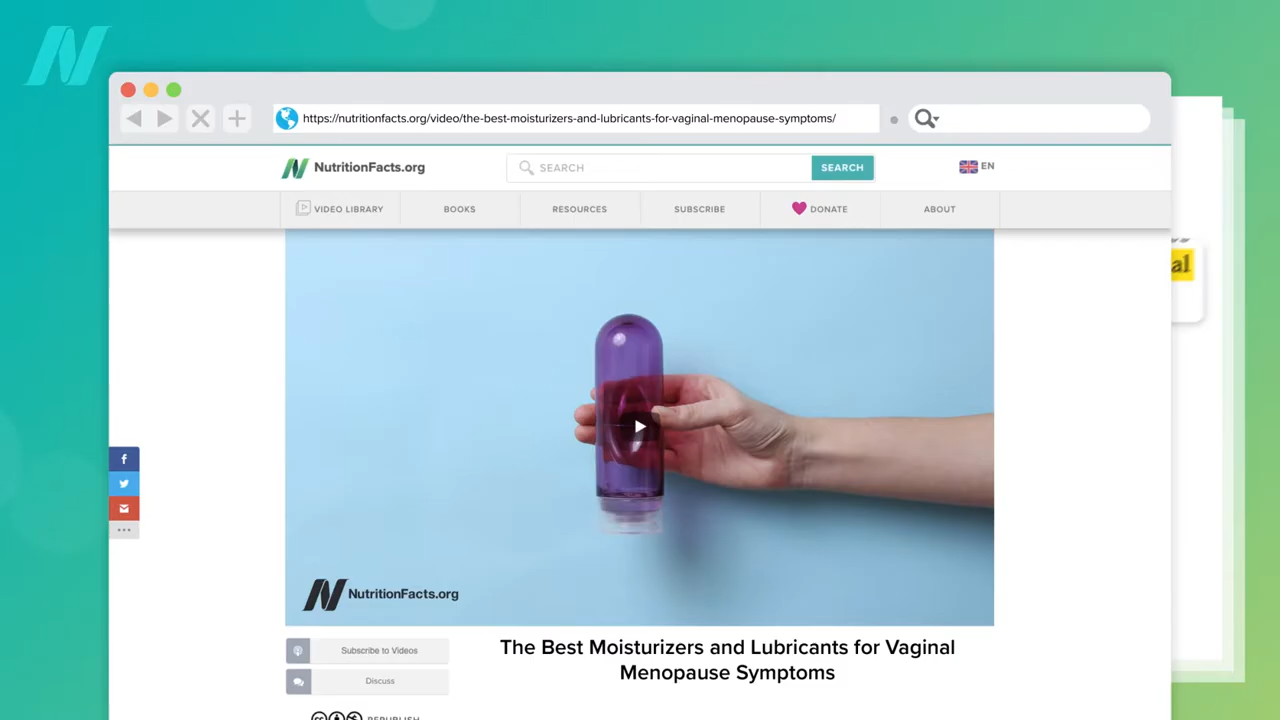 https://nutritionfacts.org/video/the-best-moisturizers-and-lubricants-for-vaginal-menopause-symptoms/
NutritionFacts.org
SEARCH
SEARCH
EN
VIDEO LIBRARY
BOOKS
RESOURCES
SUBSCRIBE
DONATE
ABOUT
al
NutritionFacts.org
Subscribe to Videos
The Best Moisturizers and Lubricants for Vaginal
Menopause Symptoms
Discuss
REPUBLISH